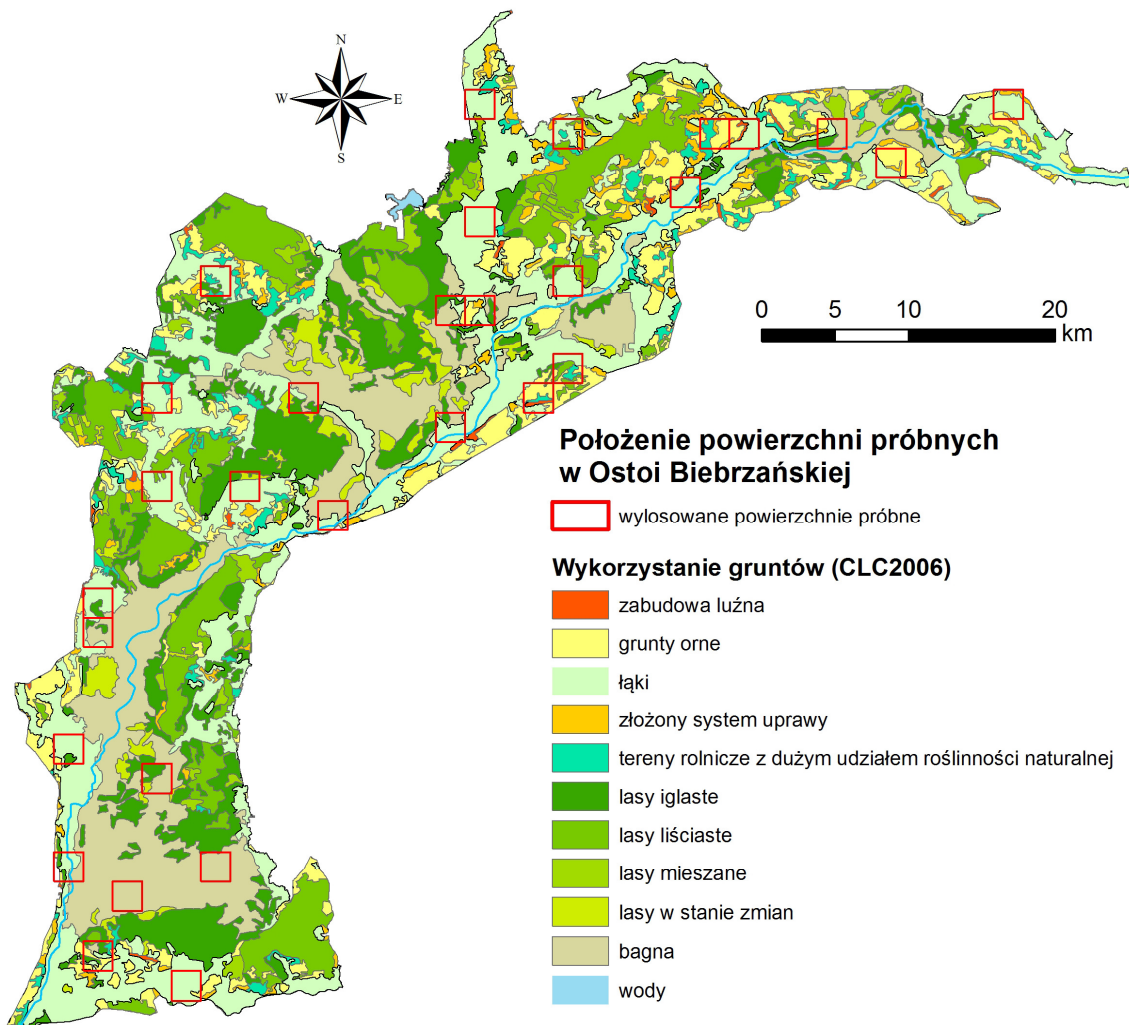 N
W
E
S
0 5 10 20
km
Położenie powierzchni próbnych
w Ostoi Biebrzańskiej
wylosowane powierzchnie próbne
Wykorzystanie gruntów (CLC2006)
zabudowa luźna
grunty orne
łąki
złożony system uprawy
tereny rolnicze z dużym udziałem roślinności naturalnej
lasy iglaste
lasy liściaste
lasy mieszane
lasy w stanie zmian
bagna
wody